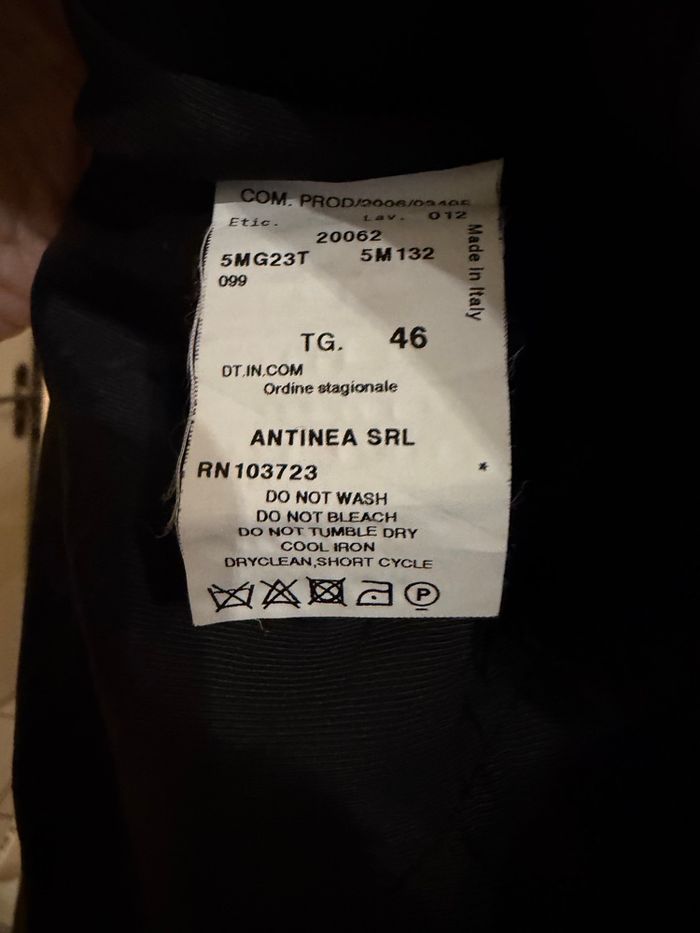 COM. PROD/2006/03405
Etic. Lav. 012
20062
5MG23T 5M132
099
Made in Italy
TG. 46
DT.IN.COM
Ordine stagionale
ANTINEA SRL
RN103723 *
DO NOT WASH
DO NOT BLEACH
DO NOT TUMBLE DRY
COOL IRON
DRYCLEAN,SHORT CYCLE
P